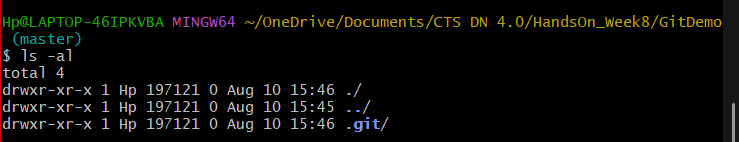 Hp@LAPTOP-46IPKVBA MINGW64 ~/OneDrive/Documents/CTS DN 4.0/HandsOn_Week8/GitDemo
(master)
$ ls -al
total 4
drwxr-xr-x 1 Hp 197121 0 Aug 10 15:46 ./
drwxr-xr-x 1 Hp 197121 0 Aug 10 15:45 ../
drwxr-xr-x 1 Hp 197121 0 Aug 10 15:46 .git/